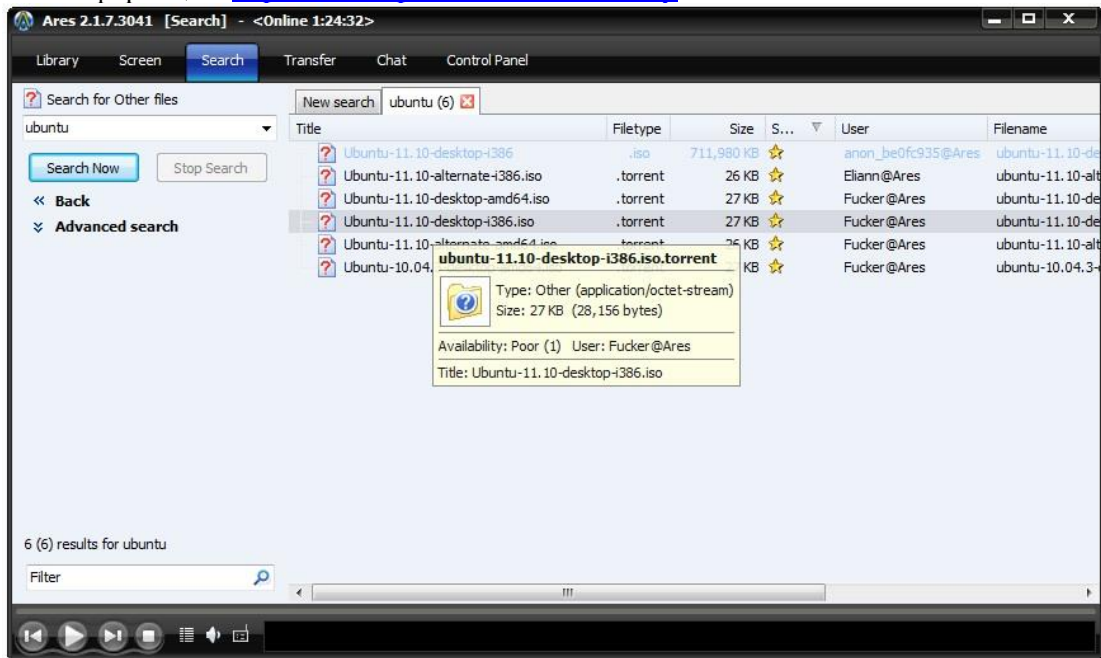 Ares 2.1.7.3041 [Search] - <Online 1:24:32>
Library Screen Search Transfer Chat Control Panel
Search for Other files
New search ubuntu (6)
ubuntu
Title Filetype Size S... User Filename
Ubuntu-11.10-desktop-i386 .iso 711,980 KB anon_be0fc935@Ares ubuntu-11.10-de
Search Now Stop Search
Ubuntu-11.10-alternate-i386.iso .torrent 26 KB Eliann@Ares ubuntu-11.10-alt
Back
Ubuntu-11.10-desktop-amd64.iso .torrent 27 KB Fucker@Ares ubuntu-11.10-de
Advanced search
Ubuntu-11.10-desktop-i386.iso .torrent 27 KB Fucker@Ares ubuntu-11.10-de
Ubuntu-11.10-alternate-amd64.iso .torrent 26 KB Fucker@Ares ubuntu-11.10-alt
Ubuntu-10.04. KB Fucker@Ares ubuntu-10.04.3-
ubuntu-11.10-desktop-i386.iso.torrent
Type: Other (application/octet-stream)
Size: 27 KB (28,156 bytes)
Availability: Poor (1) User: Fucker@Ares
Title: Ubuntu-11.10-desktop-i386.iso
6 (6) results for ubuntu
Filter